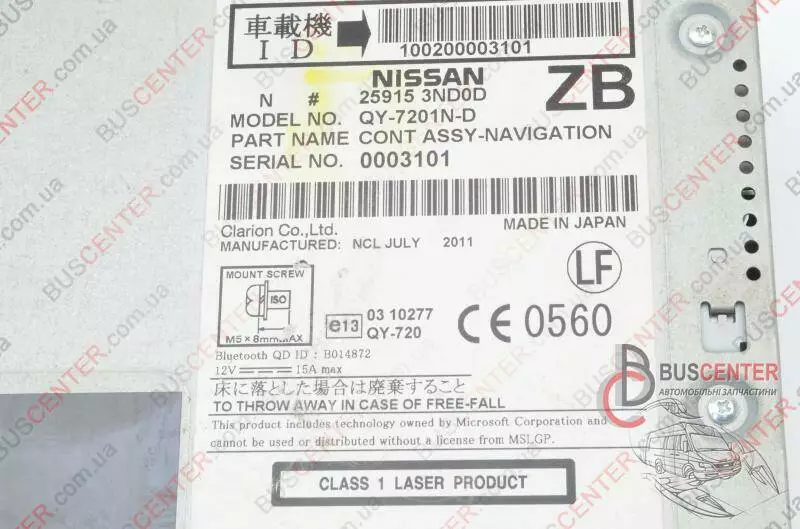 車載機
ID
100200003101
NISSAN
ZB
N # 25915 3ND0D
MODEL NO. QY-7201N-D
PART NAME CONT ASSY-NAVIGATION
SERIAL NO. 0003101
Clarion Co.,Ltd.
MADE IN JAPAN
MANUFACTURED: NCL JULY 2011
LF
MOUNT SCREW
ISO
M5×8mmMAX
e13
03 10277
QY-720
CE 0560
Bluetooth QD ID : B014872
12V 15A max
床に落とした場合は廃棄すること
TO THROW AWAY IN CASE OF FREE-FALL
This product includes technology owned by Microsoft Corporation and
cannot be used or distributed without a license from MSLGP.
CLASS 1 LASER PRODUCT
BUSCENTER
АВТОМОБІЛЬНІ ЗАПЧАСТИНИ
BUSCENTER.com.ua